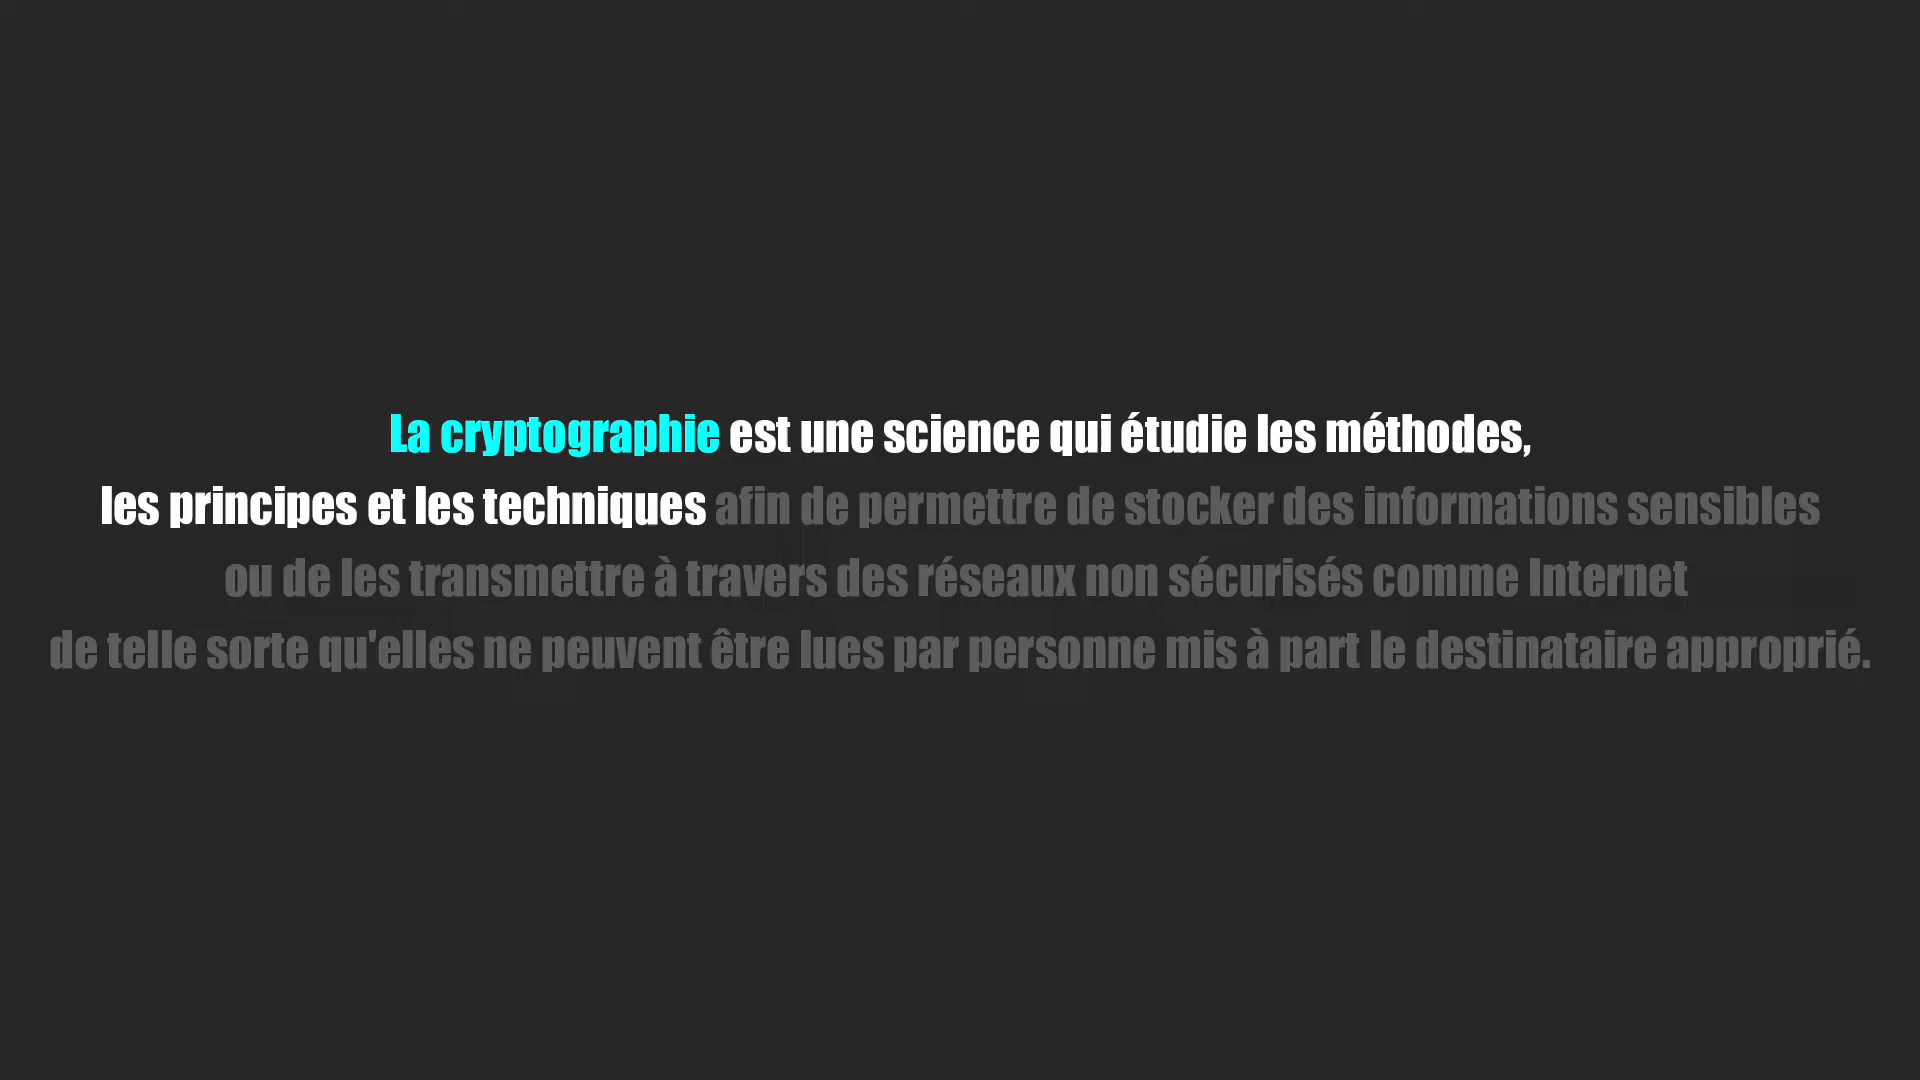 La cryptographie est une science qui étudie les méthodes,
les principes et les techniques afin de permettre de stocker des informations sensibles
ou de les transmettre à travers des réseaux non sécurisés comme Internet
de telle sorte qu'elles ne peuvent être lues par personne mis à part le destinataire approprié.